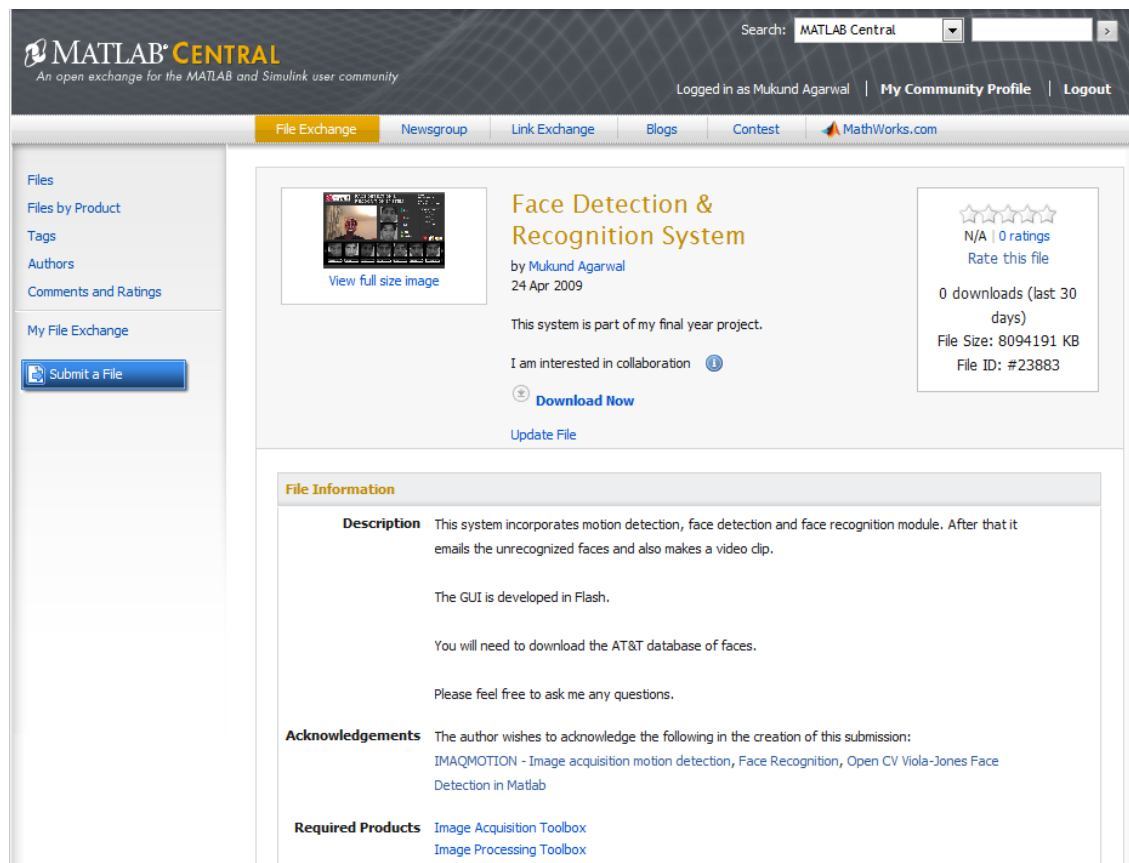 Search: MATLAB Central
MATLAB® CENTRAL
An open exchange for the MATLAB and Simulink user community
Logged in as Mukund Agarwal | My Community Profile | Logout
File Exchange Newsgroup Link Exchange Blogs Contest MathWorks.com
Files
Files by Product
Tags
Authors
Comments and Ratings
My File Exchange
Submit a File
View full size image
Face Detection &
Recognition System
by Mukund Agarwal
24 Apr 2009
This system is part of my final year project.
I am interested in collaboration
Download Now
Update File
N/A | 0 ratings
Rate this file
0 downloads (last 30
days)
File Size: 8094191 KB
File ID: #23883
File Information
Description This system incorporates motion detection, face detection and face recognition module. After that it
emails the unrecognized faces and also makes a video clip.
The GUI is developed in Flash.
You will need to download the AT&T database of faces.
Please feel free to ask me any questions.
Acknowledgements The author wishes to acknowledge the following in the creation of this submission:
IMAQMOTION - Image acquisition motion detection, Face Recognition, Open CV Viola-Jones Face
Detection in Matlab
Required Products Image Acquisition Toolbox
Image Processing Toolbox